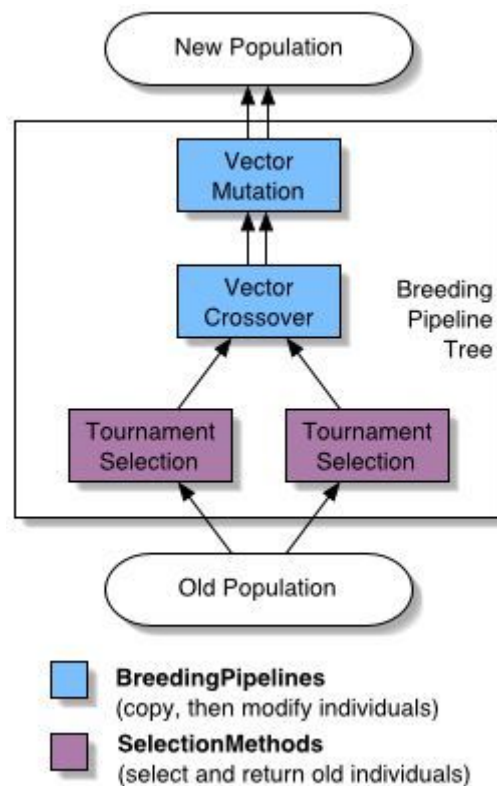 New Population
Vector
Mutation
Vector
Crossover
Breeding
Pipeline
Tree
Tournament
Selection
Tournament
Selection
Old Population
BreedingPipelines
(copy, then modify individuals)
SelectionMethods
(select and return old individuals)